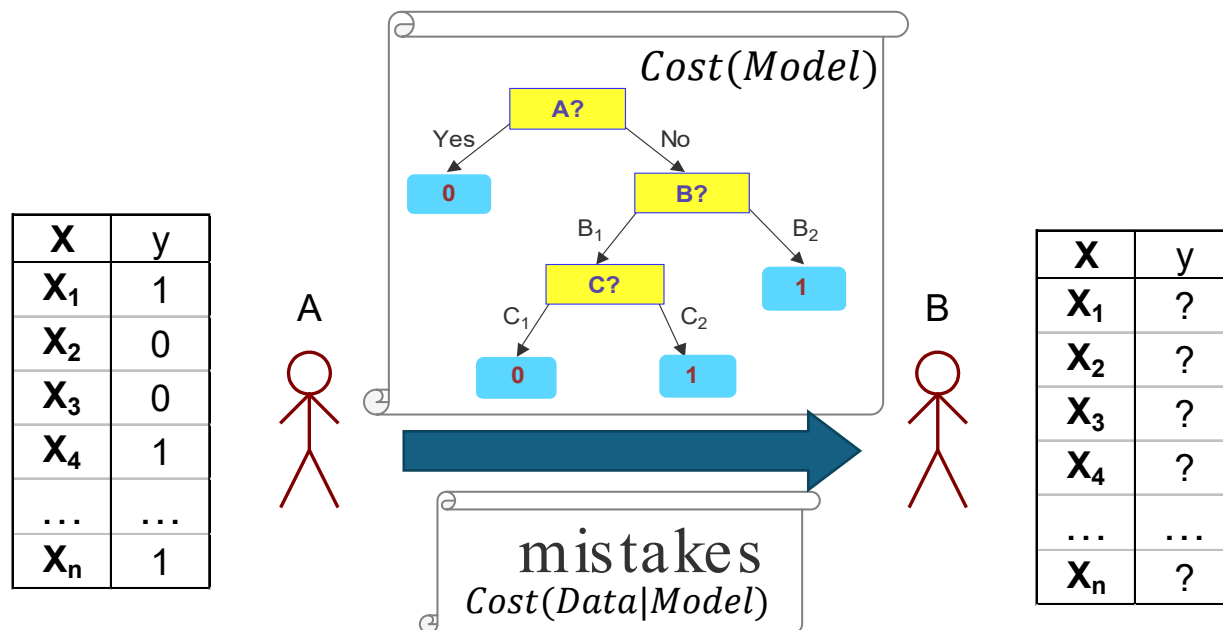 Cost(Model)
A?
Yes No
0
B?
B₁ B₂
C?
1
C₁ C₂
0 1
X y
X₁ 1
X₂ 0
X₃ 0
X₄ 1
... ...
Xₙ 1
A
B
X y
X₁ ?
X₂ ?
X₃ ?
X₄ ?
... ...
Xₙ ?
mistakes
Cost(Data|Model)